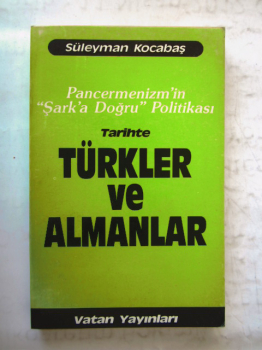 Süleyman Kocabaş
Pancermenizm'in
"Şark'a Doğru" Politikası
Tarihte
TÜRKLER
ve
ALMANLAR
Vatan Yayınları